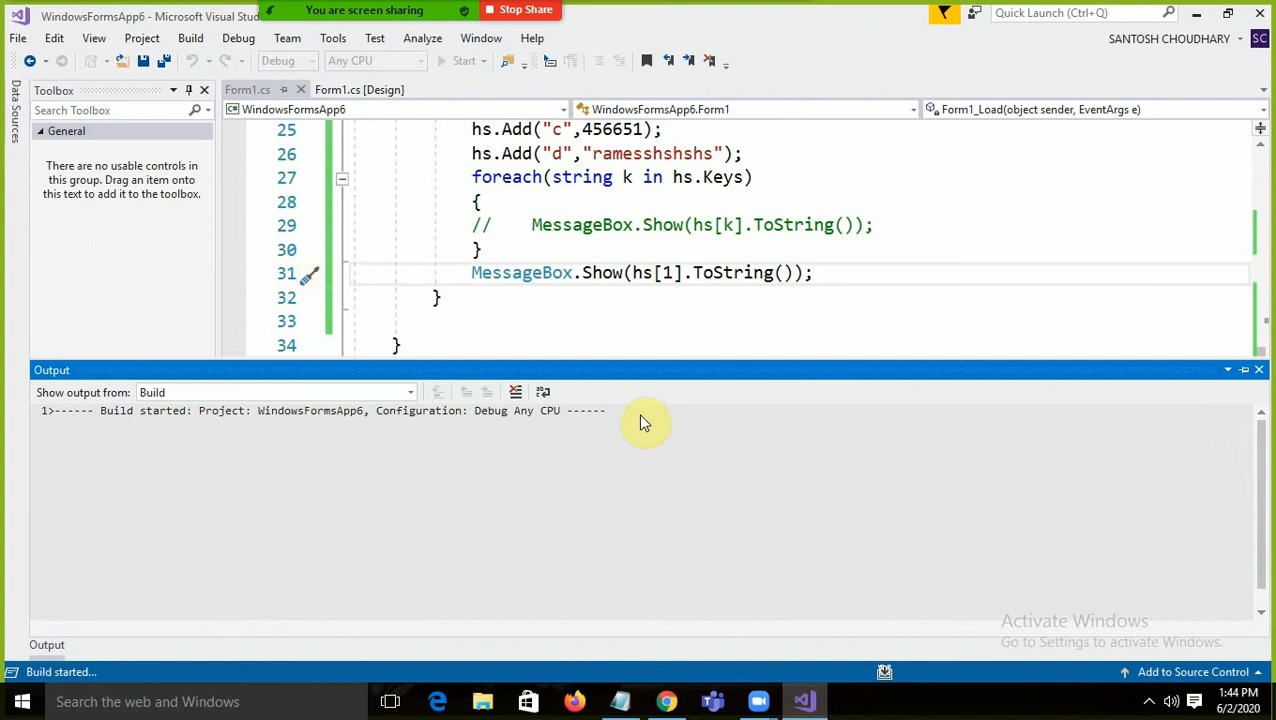 You are screen sharing
Stop Share
WindowsFormsApp6 - Microsoft Visual Stu
Quick Launch (Ctrl+Q)
File Edit View Project Build Debug Team Tools Test Analyze Window Help
SANTOSH CHOUDHARY SC
Debug Any CPU Start
Data Sources
Toolbox
Form1.cs
Form1.cs [Design]
Search Toolbox
WindowsFormsApp6
WindowsFormsApp6.Form1
Form1_Load(object sender, EventArgs e)
General
There are no usable controls in
this group. Drag an item onto
this text to add it to the toolbox.
25 hs.Add("c",456651);
26 hs.Add("d","ramesshshshs");
27 foreach(string k in hs.Keys)
28 {
29 // MessageBox.Show(hs[k].ToString());
30 }
31 MessageBox.Show(hs[1].ToString());
32 }
33
34 }
Output
Show output from: Build
1>------ Build started: Project: WindowsFormsApp6, Configuration: Debug Any CPU ------
Activate Windows
Go to Settings to activate Windows.
Output
Build started...
Add to Source Control
Search the web and Windows
1:44 PM
6/2/2020